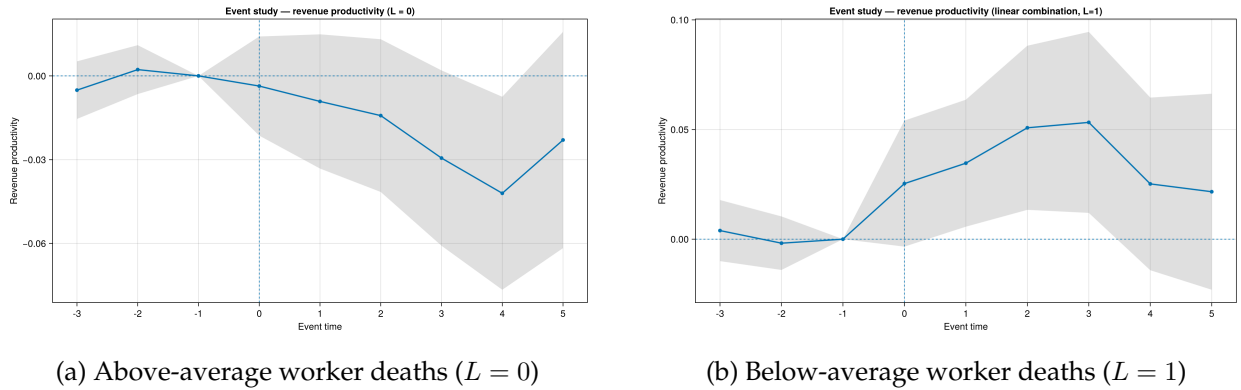 Event study — revenue productivity (L = 0)
Revenue productivity
0.00
−0.03
−0.06
-3 -2 -1 0 1 2 3 4 5
Event time
(a) Above-average worker deaths (L = 0)
Event study — revenue productivity (linear combination, L=1)
Revenue productivity
0.10
0.05
0.00
-3 -2 -1 0 1 2 3 4 5
Event time
(b) Below-average worker deaths (L = 1)